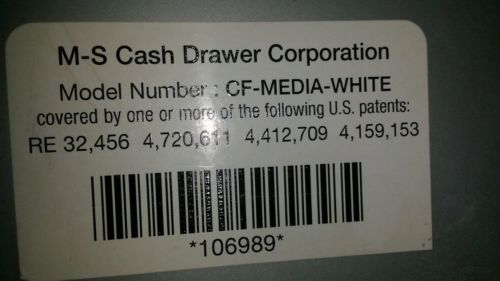 M-S Cash Drawer Corporation
Model Number : CF-MEDIA-WHITE
covered by one or more of the following U.S. patents:
RE 32,456 4,720,611 4,412,709 4,159,153
*106989*